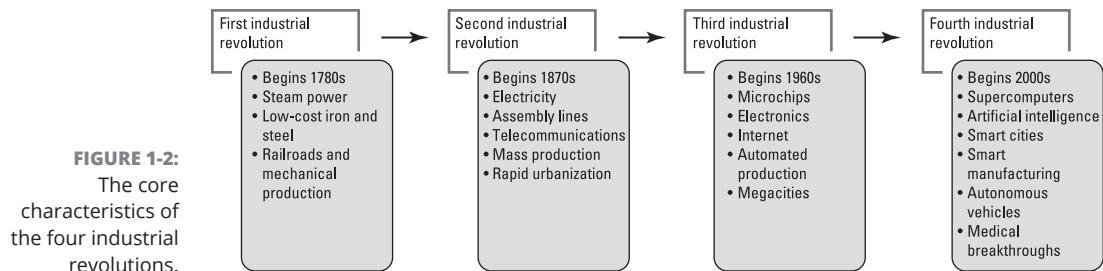 First industrial
revolution
• Begins 1780s
• Steam power
• Low-cost iron and
steel
• Railroads and
mechanical
production
Second industrial
revolution
• Begins 1870s
• Electricity
• Assembly lines
• Telecommunications
• Mass production
• Rapid urbanization
Third industrial
revolution
• Begins 1960s
• Microchips
• Electronics
• Internet
• Automated
production
• Megacities
Fourth industrial
revolution
• Begins 2000s
• Supercomputers
• Artificial intelligence
• Smart cities
• Smart
manufacturing
• Autonomous
vehicles
• Medical
breakthroughs
FIGURE 1-2:
The core
characteristics of
the four industrial
revolutions.